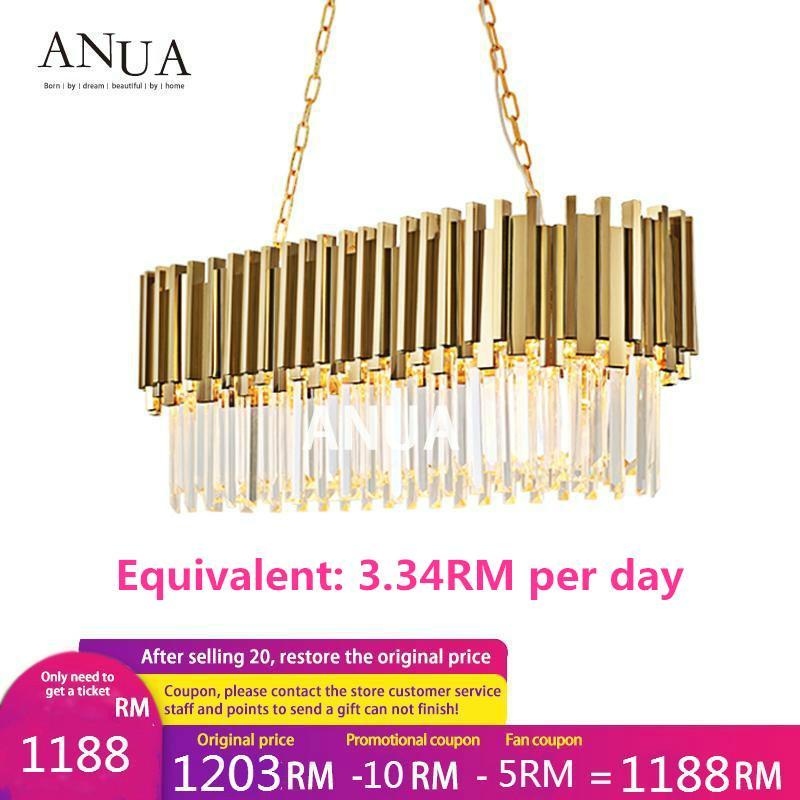 ANUA
Born | by | dream | beautiful | by | home
ANUA
Equivalent: 3.34RM per day
After selling 20, restore the original price
Only need to
get a ticket
RM
1188
Coupon, please contact the store customer service
staff and points to send a gift can not finish!
Original price Promotional coupon Fan coupon
1203RM -10 RM - 5RM = 1188RM